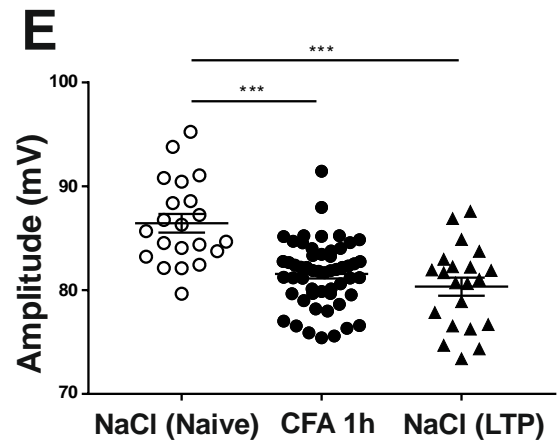 E
***
***
100
90
80
70
Amplitude (mV)
NaCl (Naive) CFA 1h NaCl (LTP)